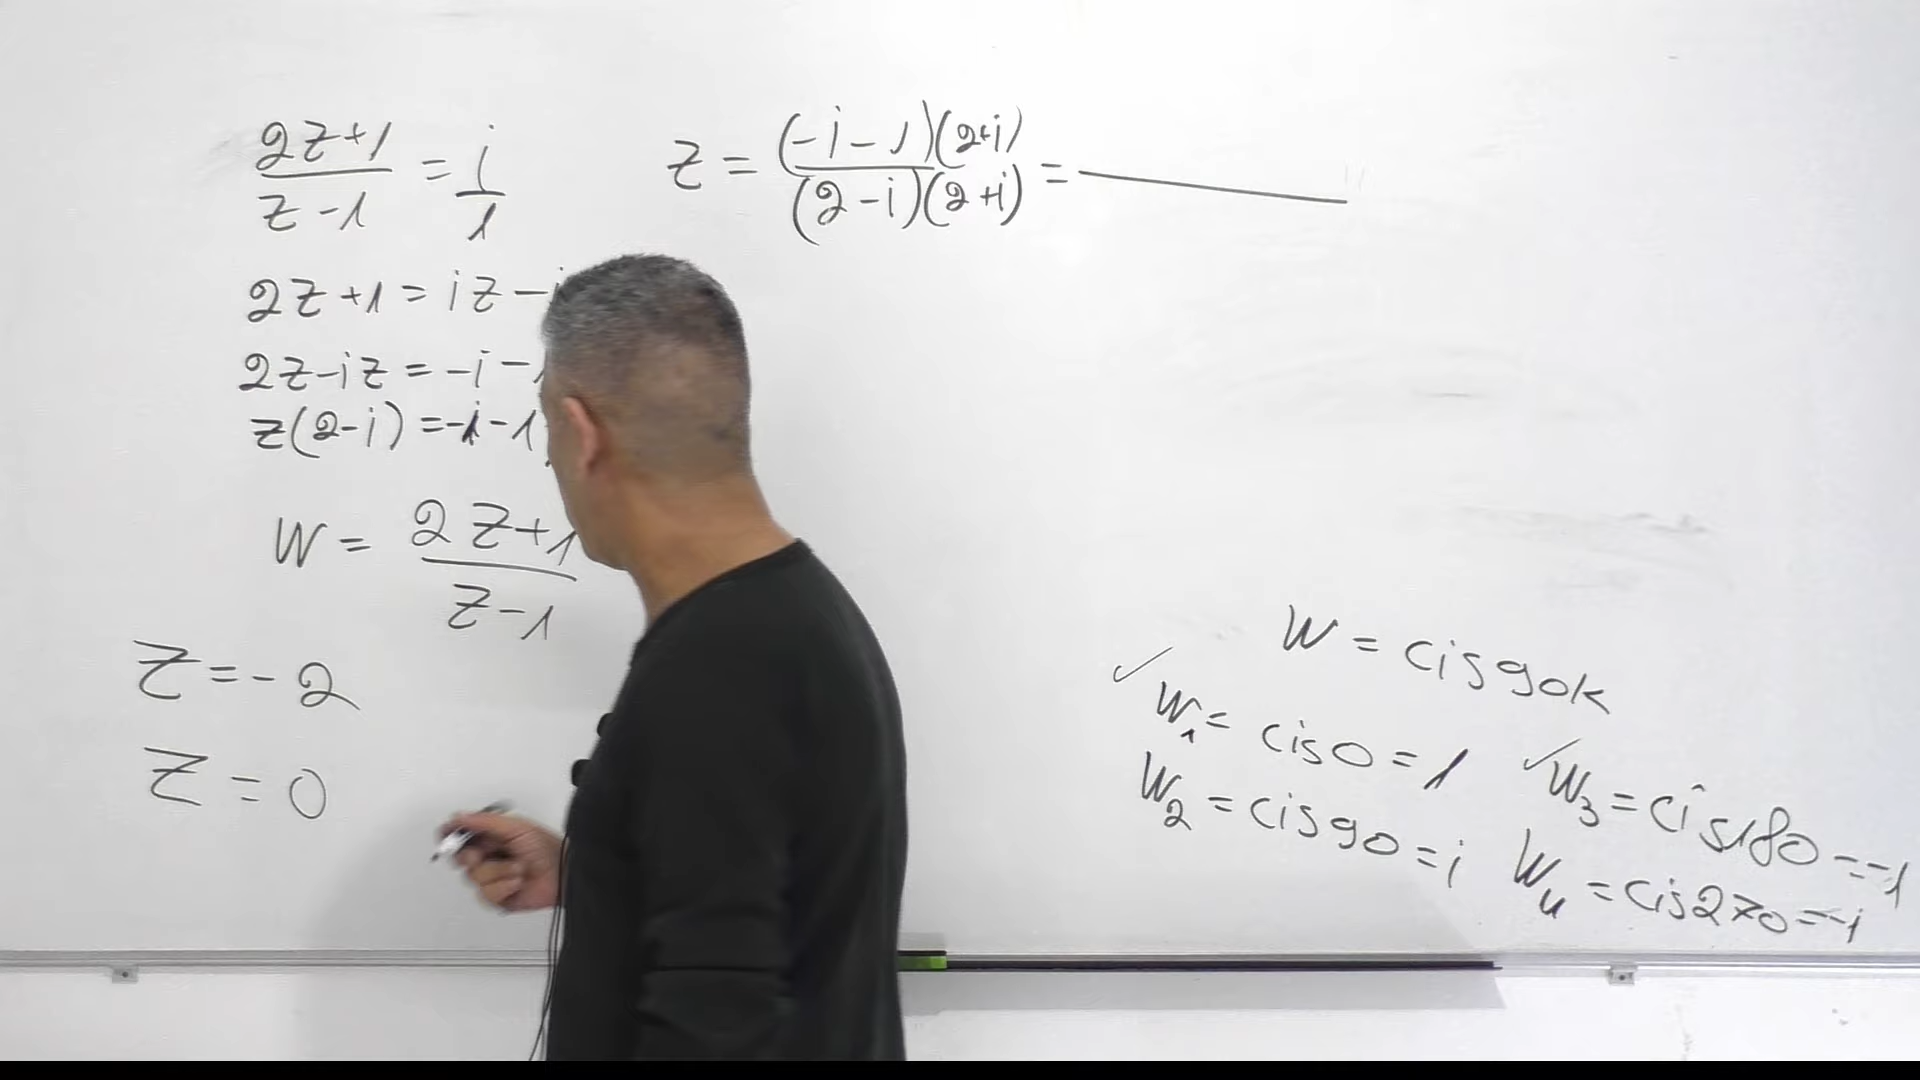 2z+1/z-1 = i/1
2z+1 = iz-i
2z-iz = -i-
z(2-i) = -i-1
w = 2z+1/z-1
z = -2
z = 0
z = (-i-1)(2+i)/(2-i)(2+i) =
w = cis90k
w1 = cis0 = 1
w2 = cis90 = i
w3 = cis180 = -1
w4 = cis270 = -i